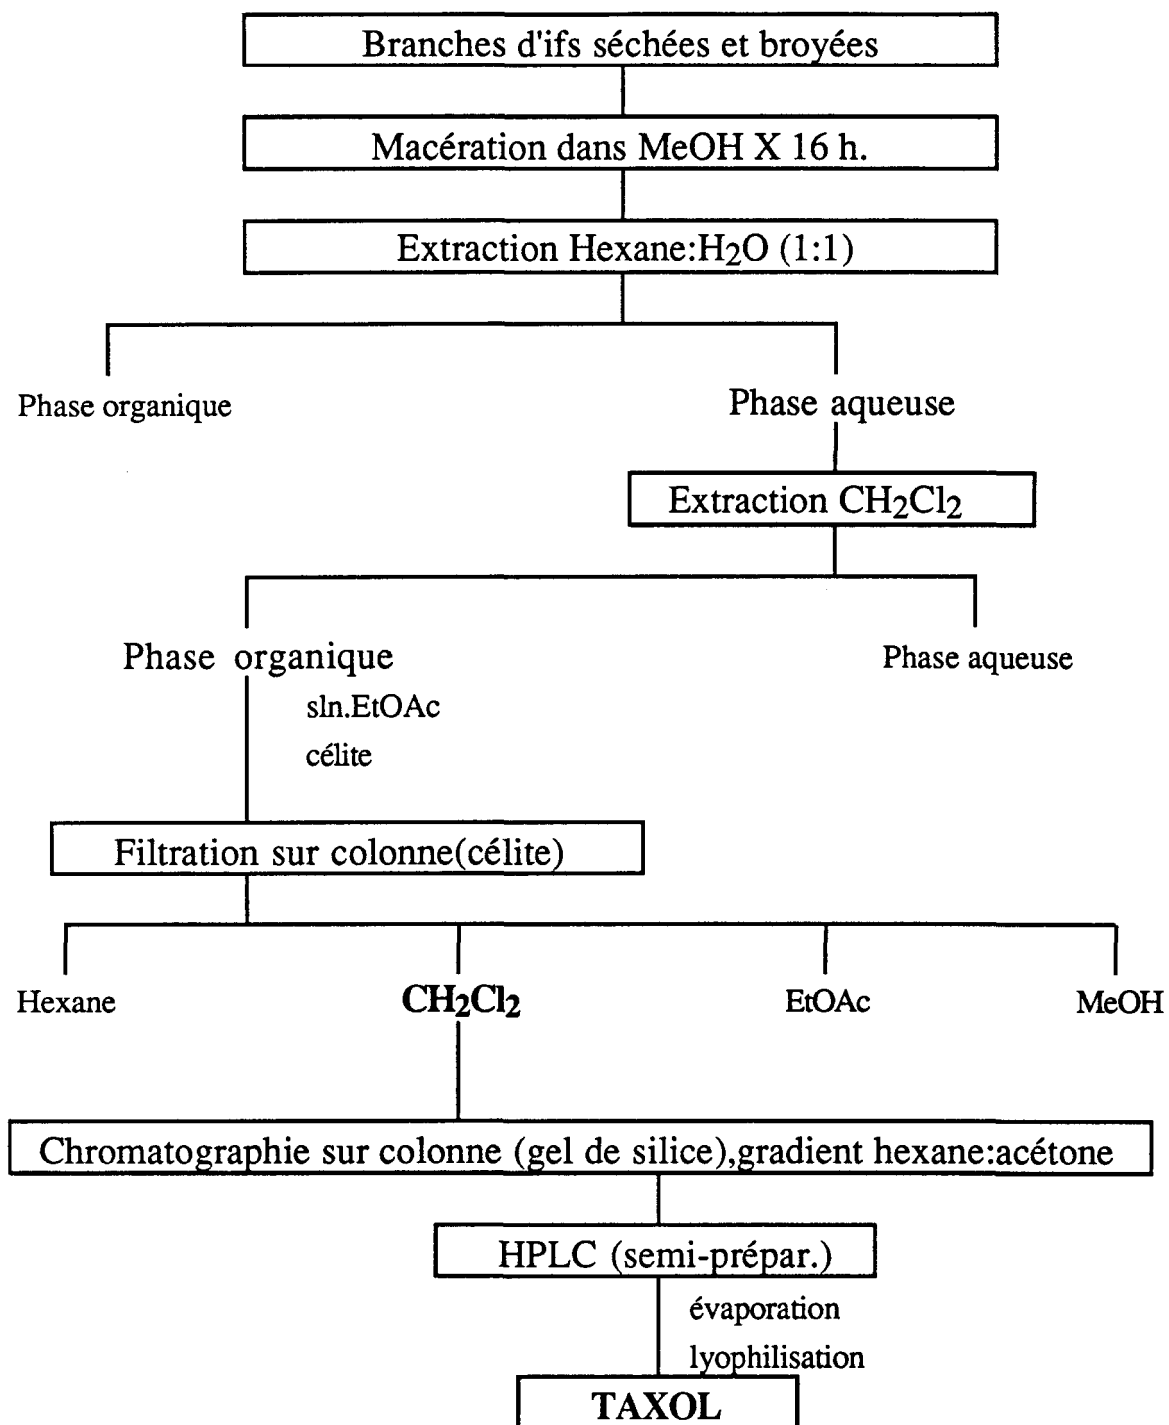 Branches d'ifs séchées et broyées
Macération dans MeOH X 16 h.
Extraction Hexane:H2O (1:1)
Phase organique
Phase aqueuse
Extraction CH2Cl2
Phase organique
Phase aqueuse
sln.EtOAc
célite
Filtration sur colonne(célite)
Hexane
CH2Cl2
EtOAc
MeOH
Chromatographie sur colonne (gel de silice),gradient hexane:acétone
HPLC (semi-prépar.)
évaporation
lyophilisation
TAXOL